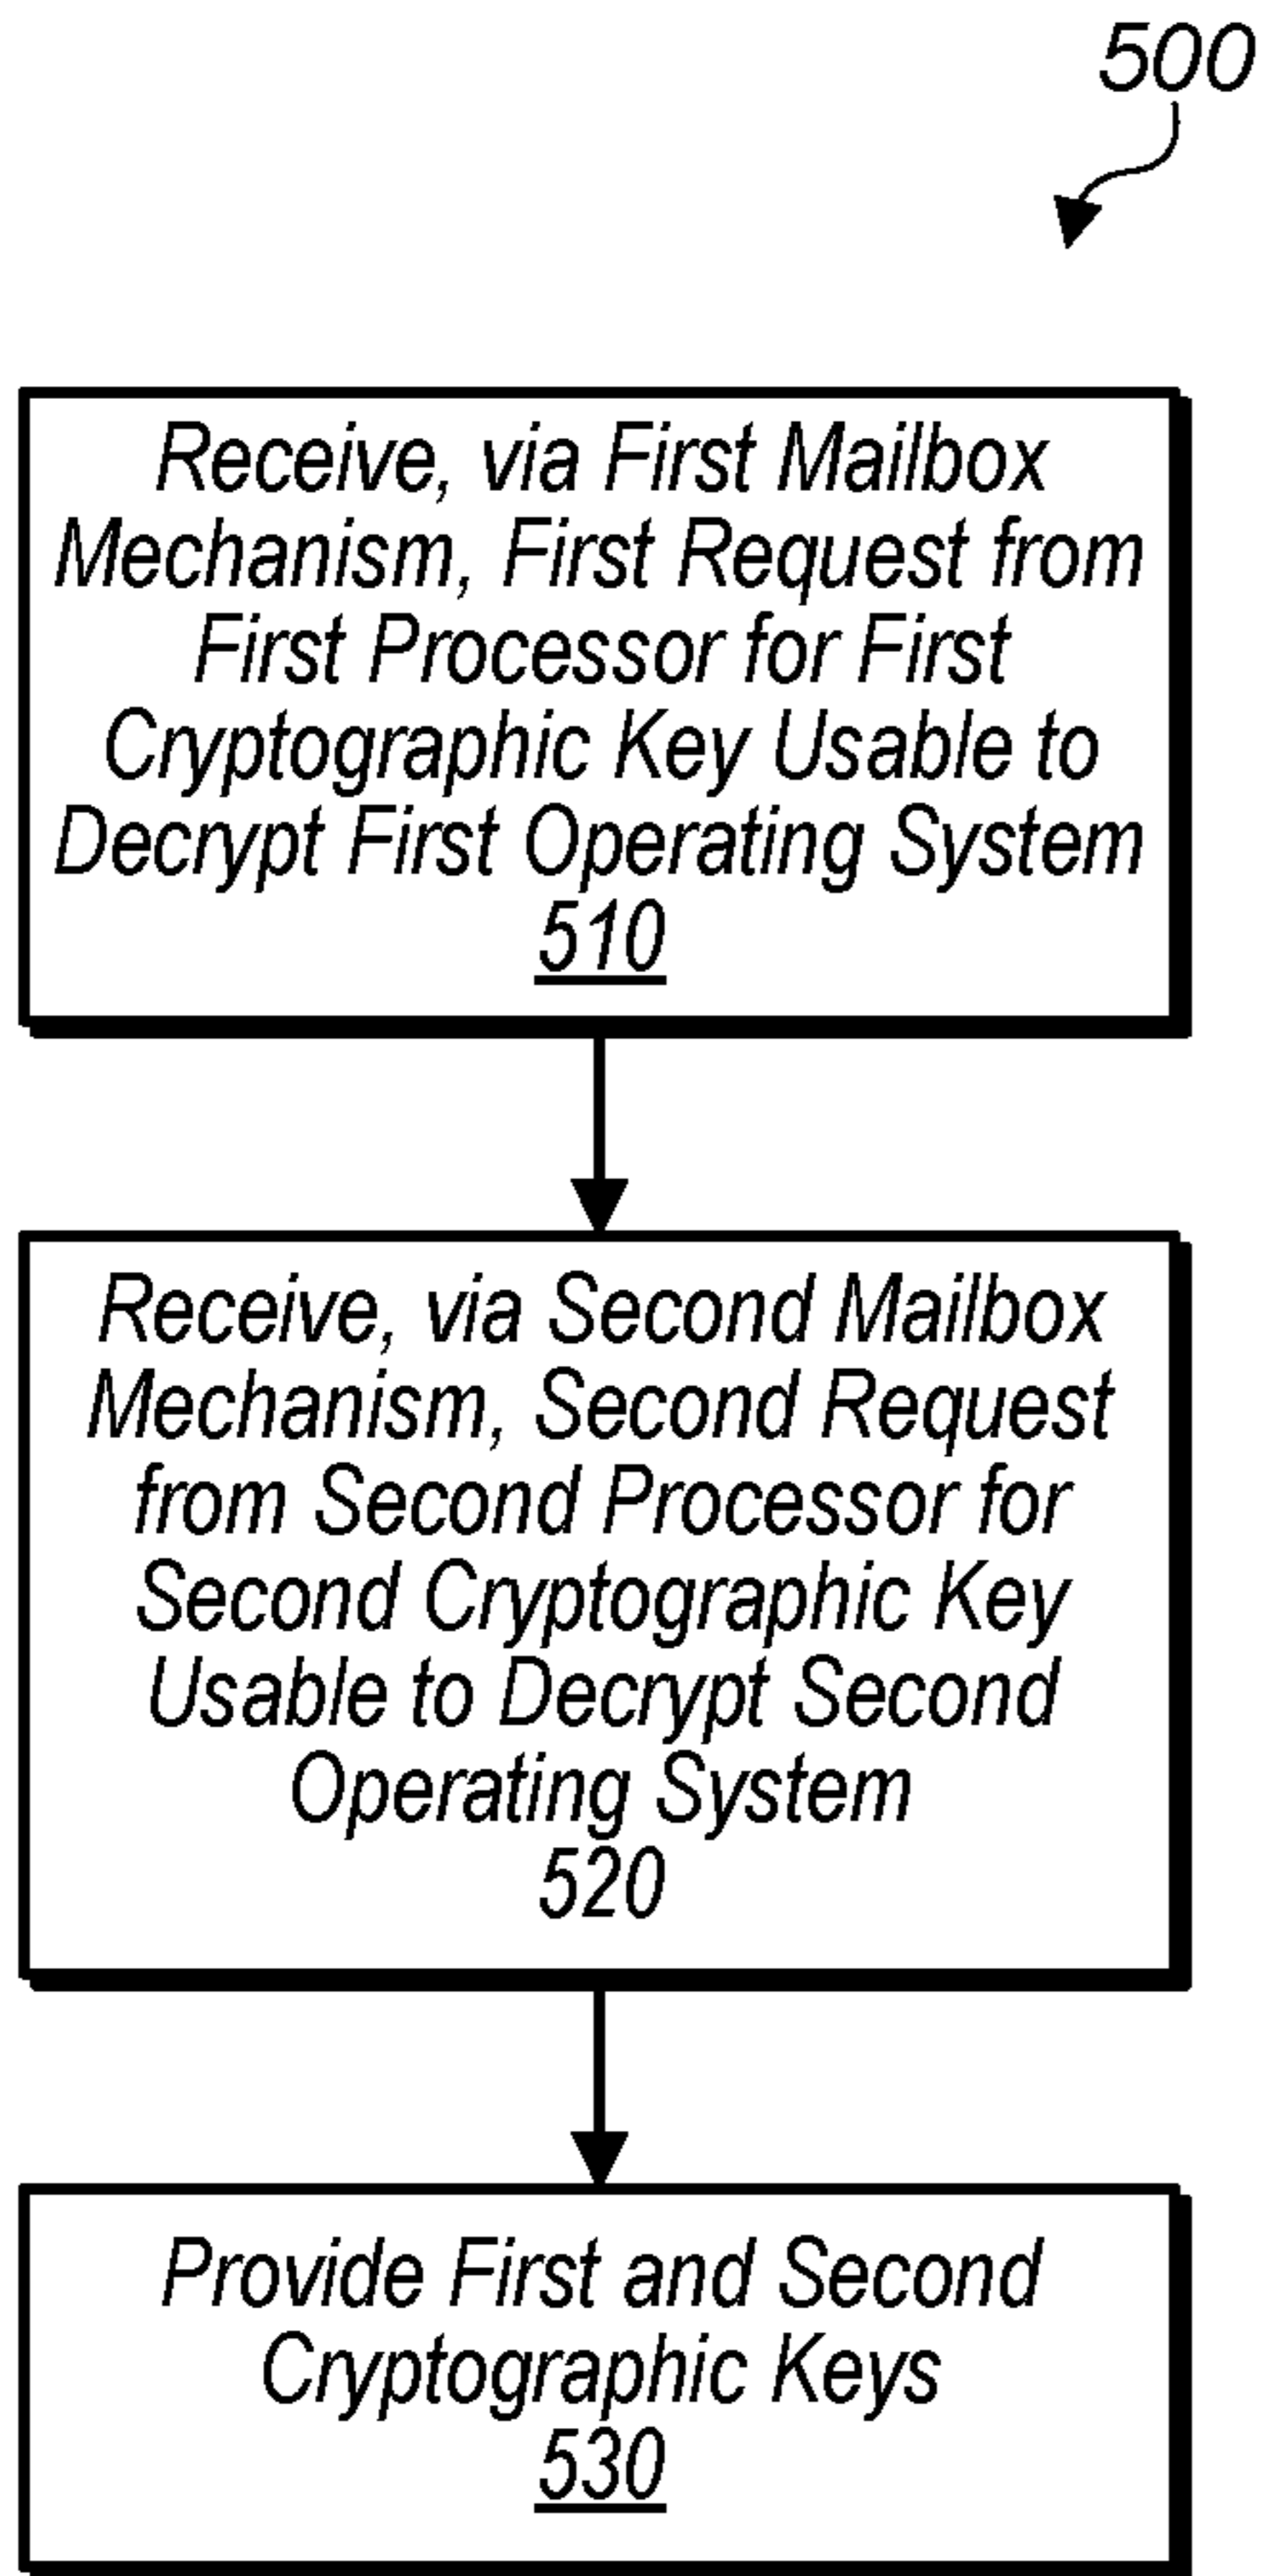 500
Receive, via First Mailbox
Mechanism, First Request from
First Processor for First
Cryptographic Key Usable to
Decrypt First Operating System
510
Receive, via Second Mailbox
Mechanism, Second Request
from Second Processor for
Second Cryptographic Key
Usable to Decrypt Second
Operating System
520
Provide First and Second
Cryptographic Keys
530